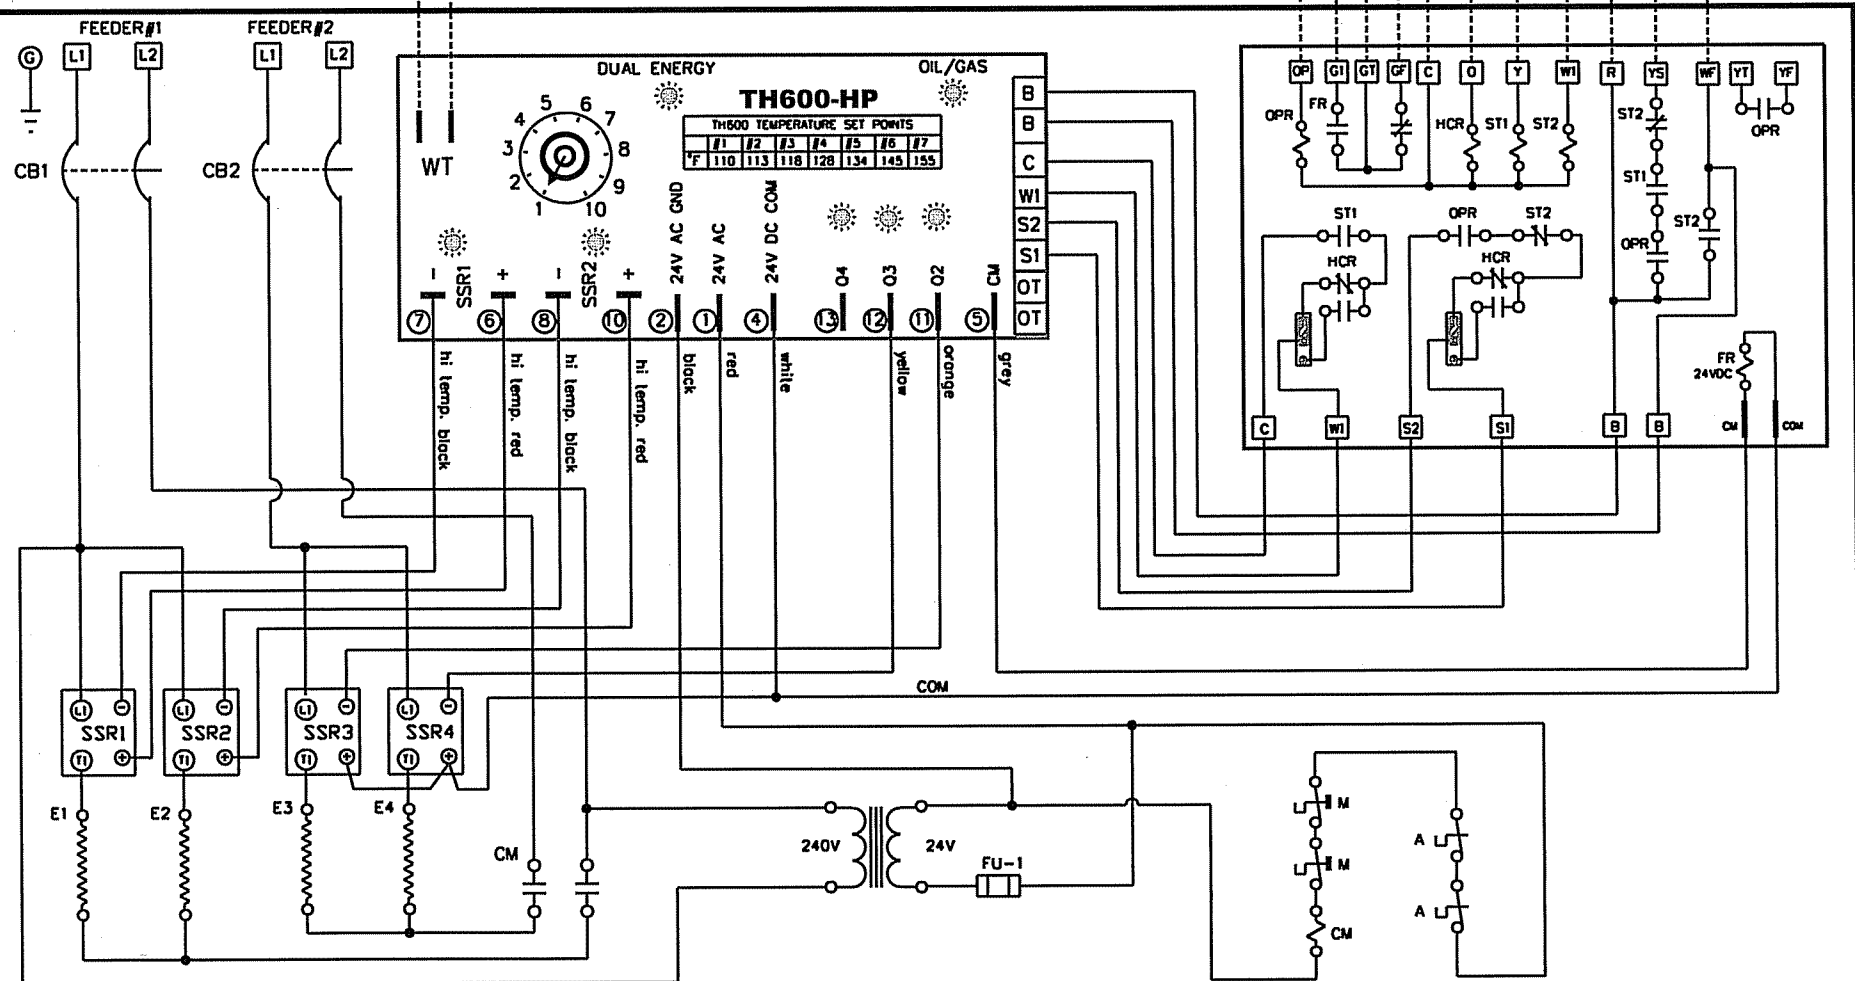 FEEDER#1
FEEDER#2
G
L1
L2
L1
L2
CB1
CB2
DUAL ENERGY
OIL/GAS
TH600-HP
TH600 TEMPERATURE SET POINTS
#1 #2 #3 #4 #5 #6 #7
°F 110 113 118 128 134 145 155
WT
1
2
3
4
5
6
7
8
9
10
- SSR1 +
- SSR2 +
24V AC GND
24V AC
24V DC COM
Q4
Q3
Q2
CM
7
6
8
10
2
1
4
13
12
11
5
B
B
C
W1
S2
S1
OT
OT
hi temp. black
hi temp. red
hi temp. black
hi temp. red
black
red
white
yellow
orange
grey
OP
G1
GT
GF
C
O
Y
W1
R
YS
WF
YT
YF
OPR
FR
HCR
ST1
ST2
ST2
OPR
ST1
ST2
OPR
ST1
HCR
OPR
ST2
HCR
FR
24VDC
CM
COM
C
W1
S2
S1
B
B
COM
L1 -
SSR1
T1 +
L1 -
SSR2
T1 +
L1 -
SSR3
T1 +
L1 -
SSR4
T1 +
E1
E2
E3
E4
CM
240V
24V
FU-1
M
M
CM
A
A